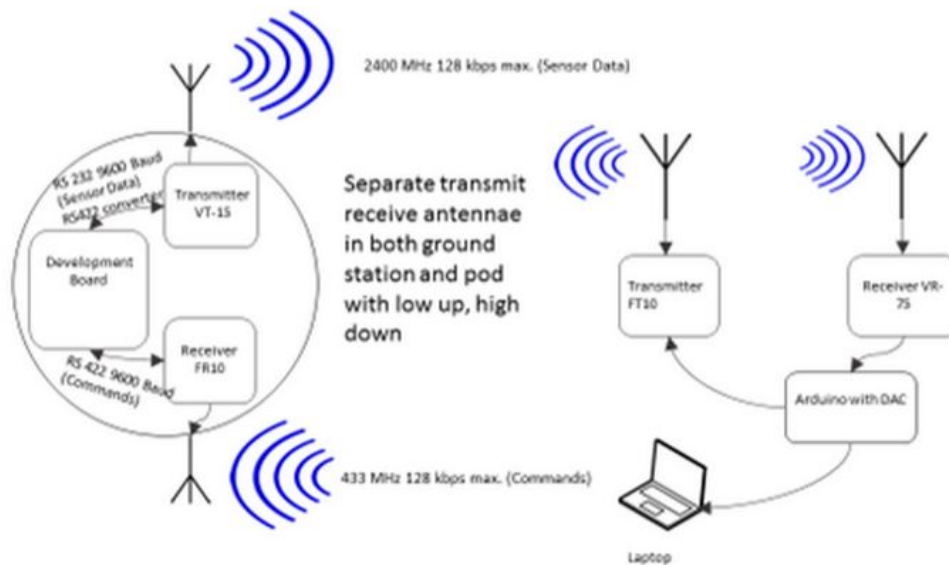 2400 MHz 128 kbps max. (Sensor Data)
RS 232 9600 Baud
(Sensor Data)
RS422 converter
Transmitter
VT-15
Development
Board
Receiver
FR10
RS 422 9600 Baud
(Commands)
433 MHz 128 kbps max. (Commands)
Separate transmit
receive antennae
in both ground
station and pod
with low up, high
down
Transmitter
FT10
Receiver VR-
75
Arduino with DAC
Laptop